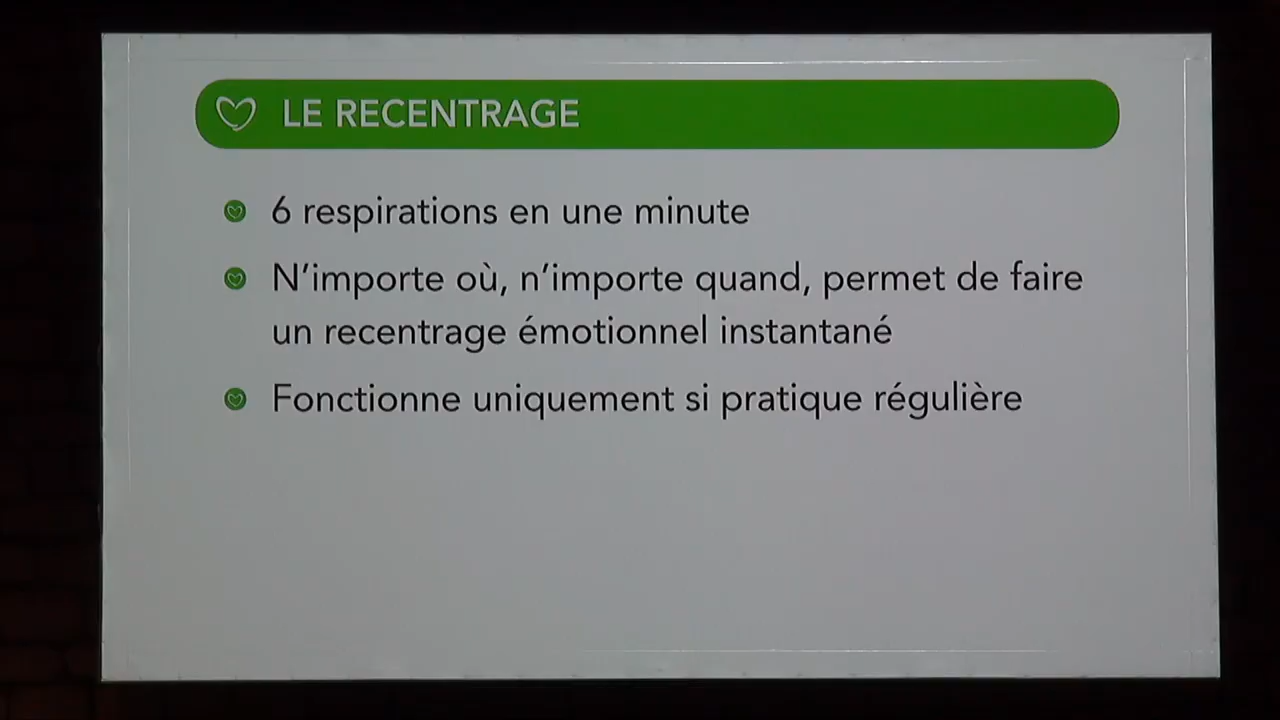 LE RECENTRAGE
6 respirations en une minute
N’importe où, n’importe quand, permet de faire
un recentrage émotionnel instantané
Fonctionne uniquement si pratique régulière